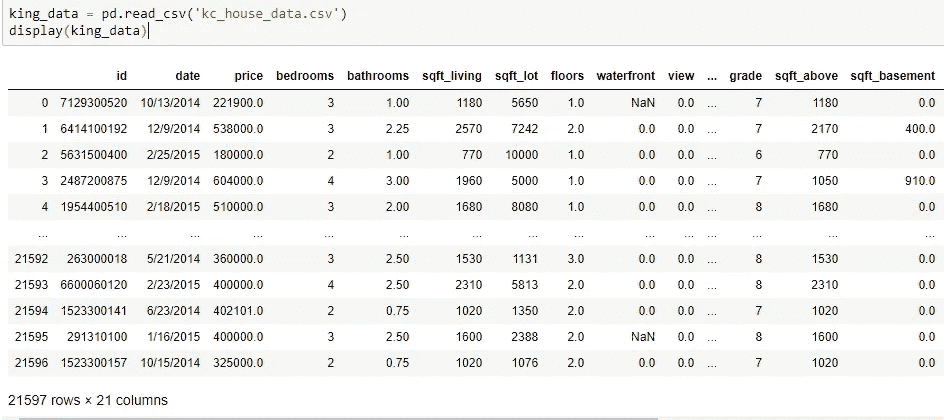 king_data = pd.read_csv('kc_house_data.csv')
display(king_data)
id date price bedrooms bathrooms sqft_living sqft_lot floors waterfront view ... grade sqft_above sqft_basement
0 7129300520 10/13/2014 221900.0 3 1.00 1180 5650 1.0 NaN 0.0 ... 7 1180 0.0
1 6414100192 12/9/2014 538000.0 3 2.25 2570 7242 2.0 0.0 0.0 ... 7 2170 400.0
2 5631500400 2/25/2015 180000.0 2 1.00 770 10000 1.0 0.0 0.0 ... 6 770 0.0
3 2487200875 12/9/2014 604000.0 4 3.00 1960 5000 1.0 0.0 0.0 ... 7 1050 910.0
4 1954400510 2/18/2015 510000.0 3 2.00 1680 8080 1.0 0.0 0.0 ... 8 1680 0.0
... ... ... ... ... ... ... ... ... ... ... ... ... ... ...
21592 263000018 5/21/2014 360000.0 3 2.50 1530 1131 3.0 0.0 0.0 ... 8 1530 0.0
21593 6600060120 2/23/2015 400000.0 4 2.50 2310 5813 2.0 0.0 0.0 ... 8 2310 0.0
21594 1523300141 6/23/2014 402101.0 2 0.75 1020 1350 2.0 0.0 0.0 ... 7 1020 0.0
21595 291310100 1/16/2015 400000.0 3 2.50 1600 2388 2.0 NaN 0.0 ... 8 1600 0.0
21596 1523300157 10/15/2014 325000.0 2 0.75 1020 1076 2.0 0.0 0.0 ... 7 1020 0.0
21597 rows × 21 columns